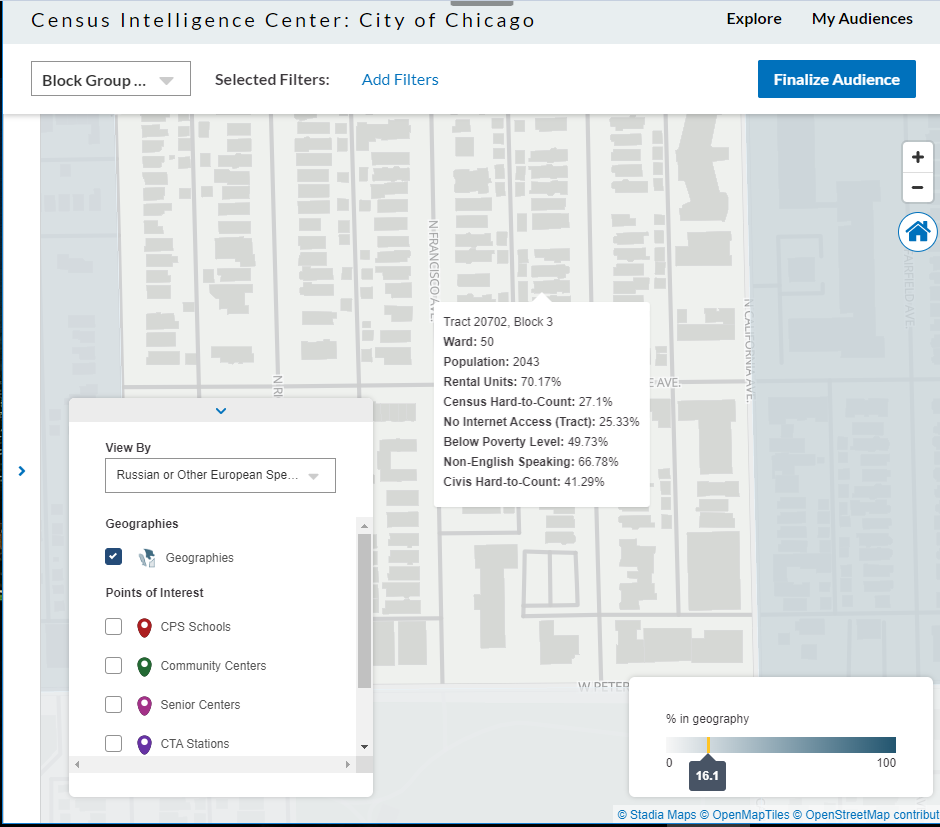 Census Intelligence Center: City of Chicago
Explore
My Audiences
Block Group ...
Selected Filters:
Add Filters
Finalize Audience
+
−
N FRANCISCO AVE.
N CALIFORNIA AVE.
Tract 20702, Block 3
Ward: 50
Population: 2043
Rental Units: 70.17%
Census Hard-to-Count: 27.1%
No Internet Access (Tract): 25.33%
Below Poverty Level: 49.73%
Non-English Speaking: 66.78%
Civis Hard-to-Count: 41.29%
E AVE.
View By
Russian or Other European Spe...
Geographies
Geographies
Points of Interest
CPS Schools
Community Centers
Senior Centers
CTA Stations
W PETER
% in geography
0
100
16.1
© Stadia Maps © OpenMapTiles © OpenStreetMap contribut